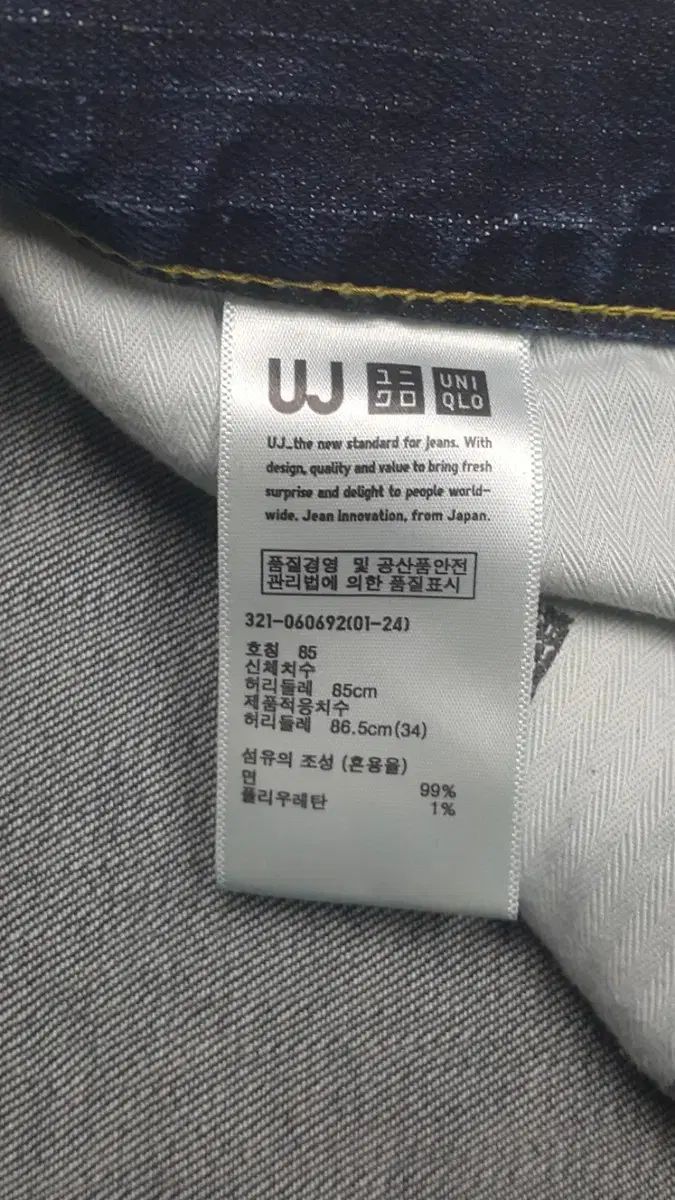 UJ ユニクロ UNIQLO
UJ_the new standard for jeans. With
design, quality and value to bring fresh
surprise and delight to people world-
wide. Jean Innovation, from Japan.
품질경영 및 공산품안전
관리법에 의한 품질표시
321-060692(01-24)
호칭 85
신체치수
허리둘레 85cm
제품적응치수
허리둘레 86.5cm(34)
섬유의 조성 (혼용율)
면 99%
폴리우레탄 1%